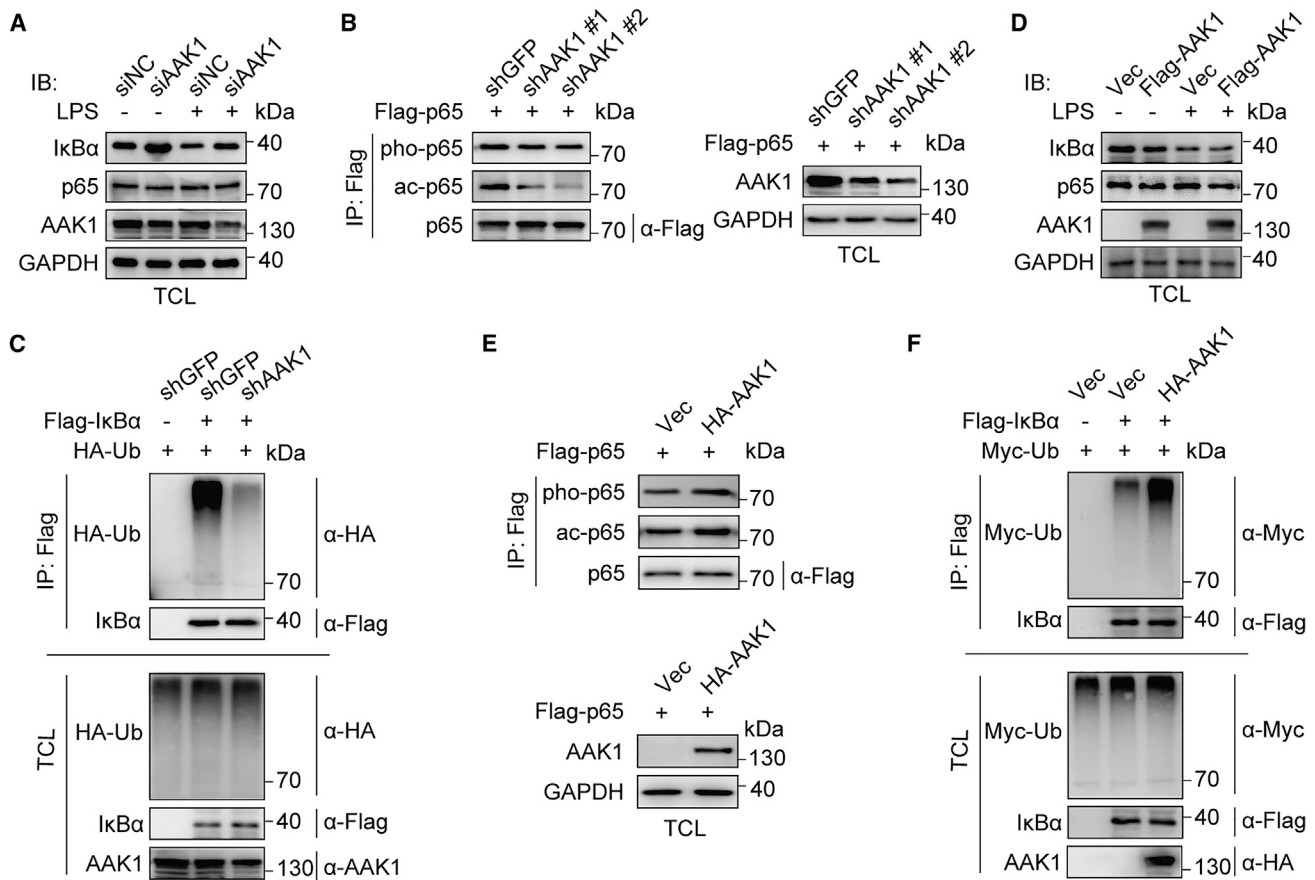 A
IB:
siNC siAAK1 siNC siAAK1
LPS - - + + kDa
IκBα 40
p65 70
AAK1 130
GAPDH 40
TCL
B
shGFP shAAK1 #1 shAAK1 #2
Flag-p65 + + + kDa
IP: Flag
pho-p65 70
ac-p65 70
p65 70 α-Flag
shGFP shAAK1 #1 shAAK1 #2
Flag-p65 + + + kDa
AAK1 130
GAPDH 40
TCL
D
IB:
Vec Flag-AAK1 Vec Flag-AAK1
LPS - - + + kDa
IκBα 40
p65 70
AAK1 130
GAPDH 40
TCL
C
shGFP shGFP shAAK1
Flag-IκBα - + +
HA-Ub + + + kDa
IP: Flag
HA-Ub α-HA
70
IκBα 40 α-Flag
TCL
HA-Ub α-HA
70
IκBα 40 α-Flag
AAK1 130 α-AAK1
E
Vec HA-AAK1
Flag-p65 + + kDa
IP: Flag
pho-p65 70
ac-p65 70
p65 70 α-Flag
Vec HA-AAK1
Flag-p65 + + kDa
AAK1 130
GAPDH 40
TCL
F
Vec Vec HA-AAK1
Flag-IκBα - + +
Myc-Ub + + + kDa
IP: Flag
Myc-Ub α-Myc
70
IκBα 40 α-Flag
TCL
Myc-Ub α-Myc
70
IκBα 40 α-Flag
AAK1 130 α-HA